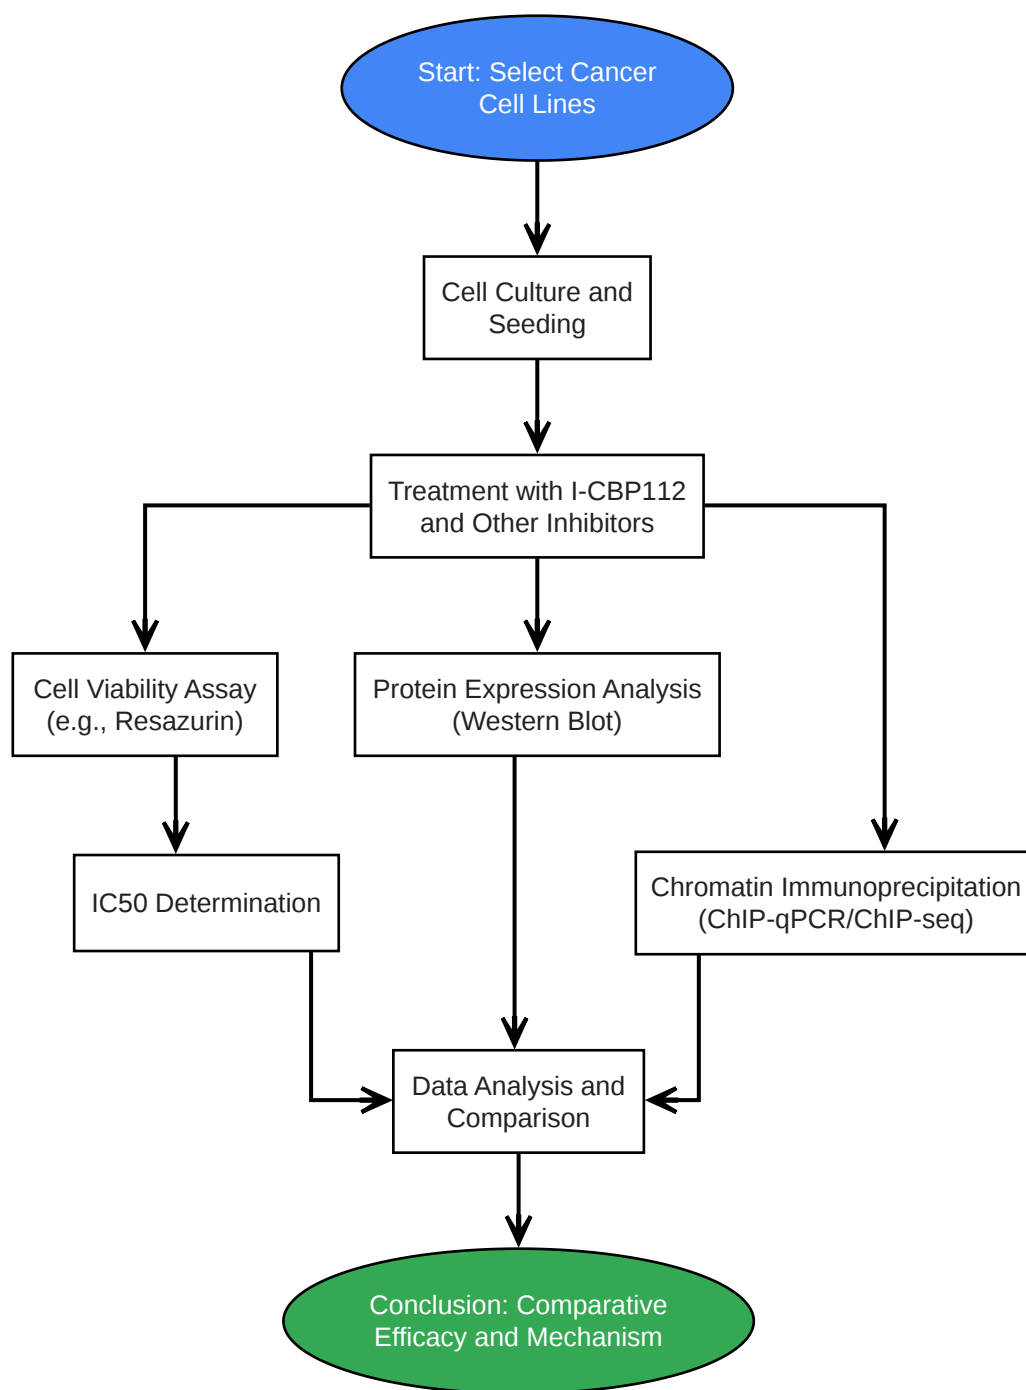 Start: Select Cancer
Cell Lines
Cell Culture and
Seeding
Treatment with I-CBP112
and Other Inhibitors
Cell Viability Assay
(e.g., Resazurin)
Protein Expression Analysis
(Western Blot)
IC50 Determination
Chromatin Immunoprecipitation
(ChIP-qPCR/ChIP-seq)
Data Analysis and
Comparison
Conclusion: Comparative
Efficacy and Mechanism